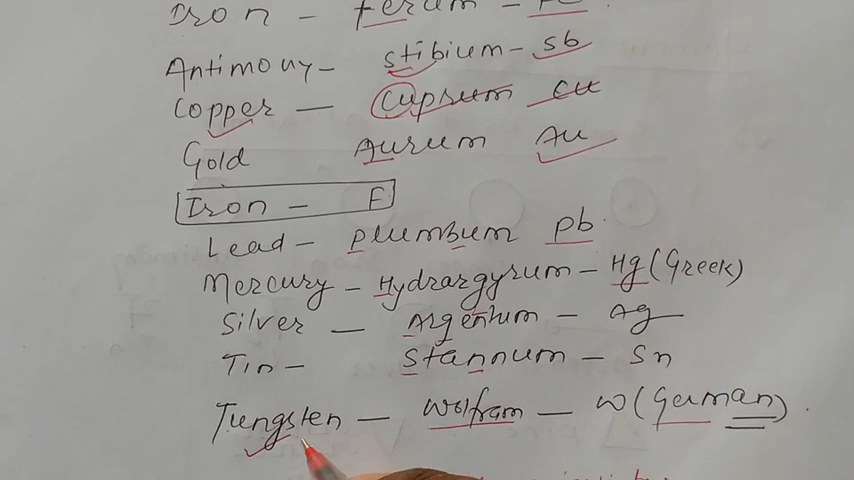 Iron - Ferum - Fe
Antimony - Stibium - Sb
Copper - Cuprum Cu
Gold Aurum Au
Iron - F
Lead - Plumbum Pb
Mercury - Hydrargyrum - Hg (Greek)
Silver - Argentum - Ag
Tin - Stannum - Sn
Tungsten - Wolfram - W (German)